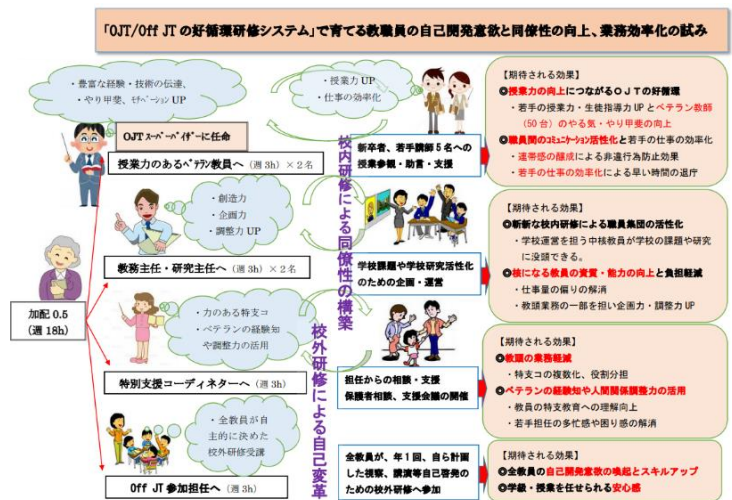 「OJT/Off JT の好循環研修システム」で育てる教職員の自己開発意欲と同僚性の向上、業務効率化の試み
・豊富な経験・技術の伝達、
・やり甲斐、モチベーション UP
・授業力 UP
・仕事の効率化
OJT スーパーバイザーに任命
授業力のあるベテラン教員へ（週 3h）×２名
新卒者、若手講師５名への
授業参観・助言・支援
【期待される効果】
◎授業力の向上につながるＯＪＴの好循環
・若手の授業力・生徒指導力 UP とベテラン教師
（50 台）のやる気・やり甲斐の向上
◎職員間のコミュニケーション活性化と若手の仕事の効率化
・連帯感の醸成による非違行為防止効果
・若手の仕事の効率化による早い時間の退庁
校内研修による同僚性の構築
・創造力
・企画力
・調整力 UP
教務主任・研究主任へ（週 3h）×２名
学校課題や学校研究活性化
のための企画・運営
【期待される効果】
◎斬新な校内研修による職員集団の活性化
・学校運営を担う中核教員が学校の課題や研究
に没頭できる。
◎核になる教員の資質・能力の向上と負担軽減
・仕事量の偏りの解消
・教頭業務の一部を担い企画力・調整力 UP
加配 0.5
（週 18h）
・力のある特支コ
・ベテランの経験知
や調整力の活用
特別支援コーディネターへ（週 3h）
担任からの相談・支援
保護者相談、支援会議の開催
【期待される効果】
◎教頭の業務軽減
・特支コの複数化、役割分担
◎ベテランの経験知や人間関係調整力の活用
・教員の特支教育への理解向上
・若手担任の多忙感や困り感の解消
校外研修による自己変革
・全教員が自
主的に決めた
校外研修受講
Off JT 参加担任へ（週 3h）
全教員が、年１回、自ら計画
した視察、講演等自己啓発の
ための校外研修へ参加
【期待される効果】
◎全教員の自己開発意欲の喚起とスキルアップ
◎学級・授業を任せられる安心感